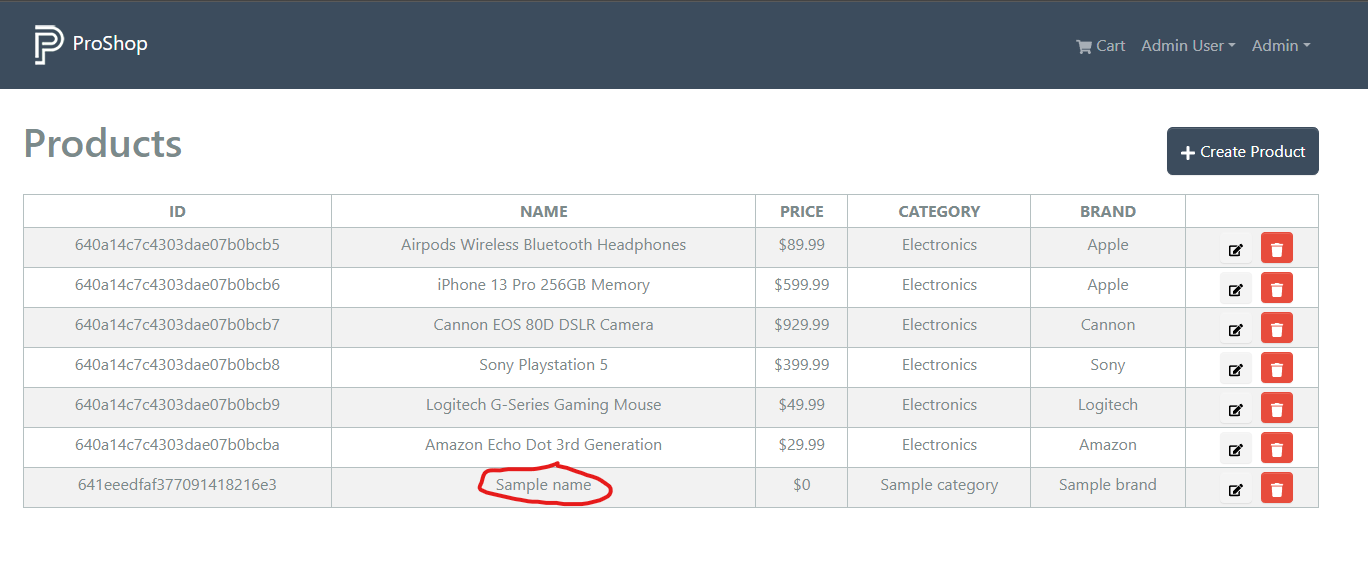 ProShop
Cart Admin User Admin
Products
Create Product
ID NAME PRICE CATEGORY BRAND
640a14c7c4303dae07b0bcb5 Airpods Wireless Bluetooth Headphones $89.99 Electronics Apple
640a14c7c4303dae07b0bcb6 iPhone 13 Pro 256GB Memory $599.99 Electronics Apple
640a14c7c4303dae07b0bcb7 Cannon EOS 80D DSLR Camera $929.99 Electronics Cannon
640a14c7c4303dae07b0bcb8 Sony Playstation 5 $399.99 Electronics Sony
640a14c7c4303dae07b0bcb9 Logitech G-Series Gaming Mouse $49.99 Electronics Logitech
640a14c7c4303dae07b0bcba Amazon Echo Dot 3rd Generation $29.99 Electronics Amazon
641eeedfaf377091418216e3 Sample name $0 Sample category Sample brand